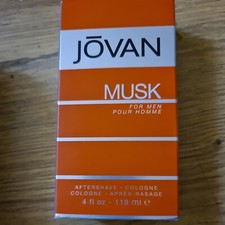 JŌVAN
MUSK
FOR MEN
POUR HOMME
AFTERSHAVE - COLOGNE
COLOGNE - APRÈS-RASAGE
4 fl oz - 118 ml ℮